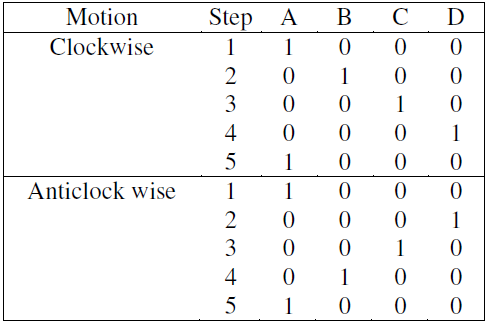 Motion Step A B C D
Clockwise 1 1 0 0 0
2 0 1 0 0
3 0 0 1 0
4 0 0 0 1
5 1 0 0 0
Anticlock wise 1 1 0 0 0
2 0 0 0 1
3 0 0 1 0
4 0 1 0 0
5 1 0 0 0